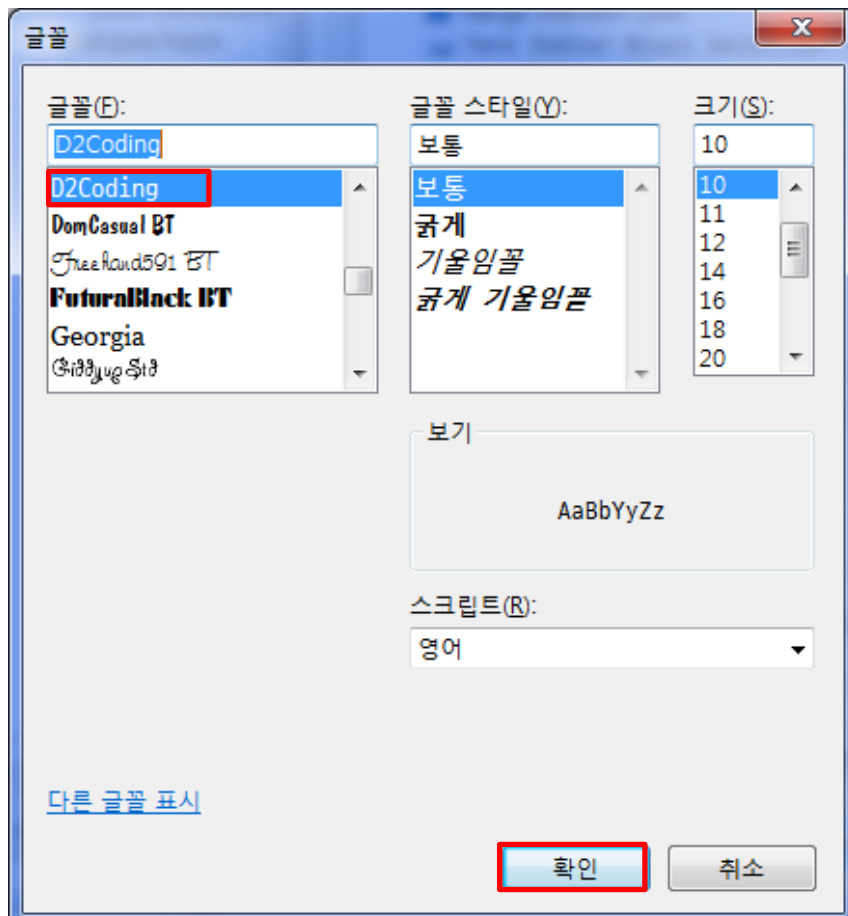 글꼴
글꼴(F):
D2Coding
D2Coding
DomCasual BT
Freehand591 BT
FuturaBlack BT
Georgia
Giddyup Std
글꼴 스타일(Y):
보통
보통
굵게
기울임꼴
굵게 기울임꼴
크기(S):
10
10
11
12
14
16
18
20
보기
AaBbYyZz
스크립트(R):
영어
다른 글꼴 표시
확인
취소